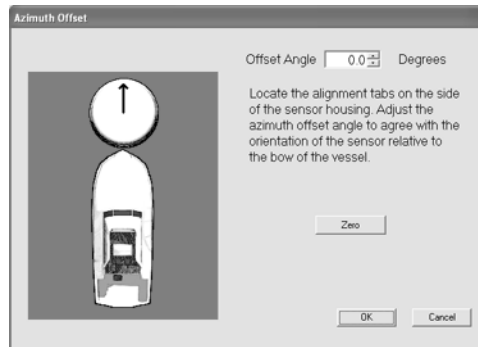 Azimuth Offset
Offset Angle 0.0 Degrees
Locate the alignment tabs on the side
of the sensor housing. Adjust the
azimuth offset angle to agree with the
orientation of the sensor relative to
the bow of the vessel.
Zero
OK Cancel